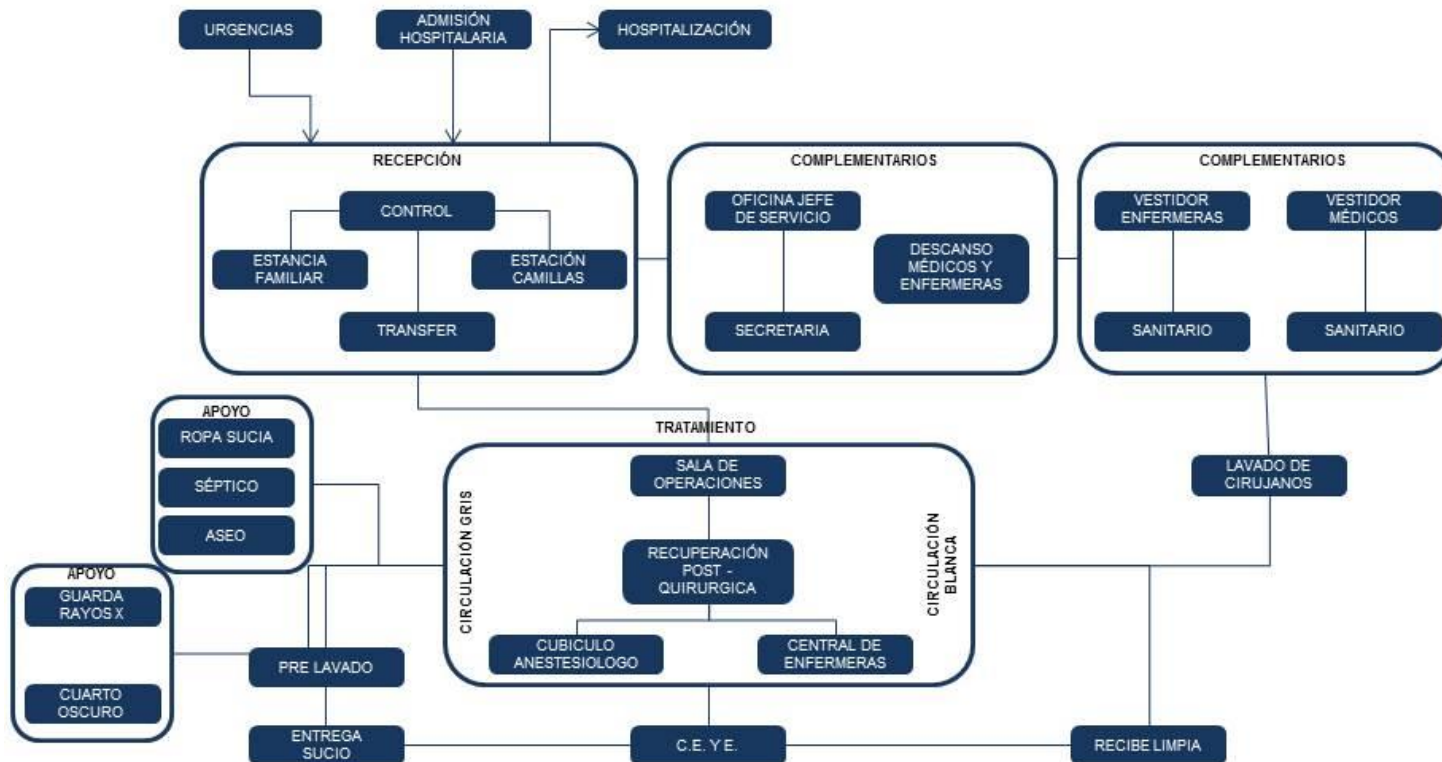 URGENCIAS
ADMISIÓN
HOSPITALARIA
HOSPITALIZACIÓN
RECEPCIÓN
CONTROL
ESTANCIA
FAMILIAR
ESTACIÓN
CAMILLAS
TRANSFER
COMPLEMENTARIOS
OFICINA JEFE
DE SERVICIO
DESCANSO
MÉDICOS Y
ENFERMERAS
SECRETARIA
COMPLEMENTARIOS
VESTIDOR
ENFERMERAS
VESTIDOR
MÉDICOS
SANITARIO
SANITARIO
APOYO
ROPA SUCIA
SÉPTICO
ASEO
TRATAMIENTO
CIRCULACIÓN GRIS
SALA DE
OPERACIONES
RECUPERACIÓN
POST -
QUIRURGICA
CUBICULO
ANESTESIOLOGO
CENTRAL DE
ENFERMERAS
CIRCULACIÓN
BLANCA
LAVADO DE
CIRUJANOS
APOYO
GUARDA
RAYOS X
CUARTO
OSCURO
PRE LAVADO
ENTREGA
SUCIO
C.E. Y E.
RECIBE LIMPIA